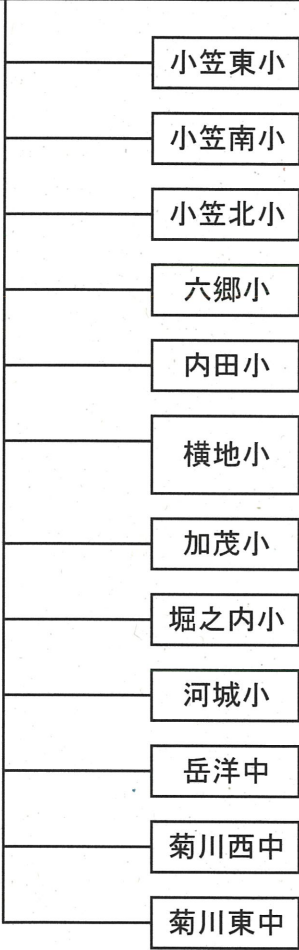 小笠東小
小笠南小
小笠北小
六郷小
内田小
横地小
加茂小
堀之内小
河城小
岳洋中
菊川西中
菊川東中